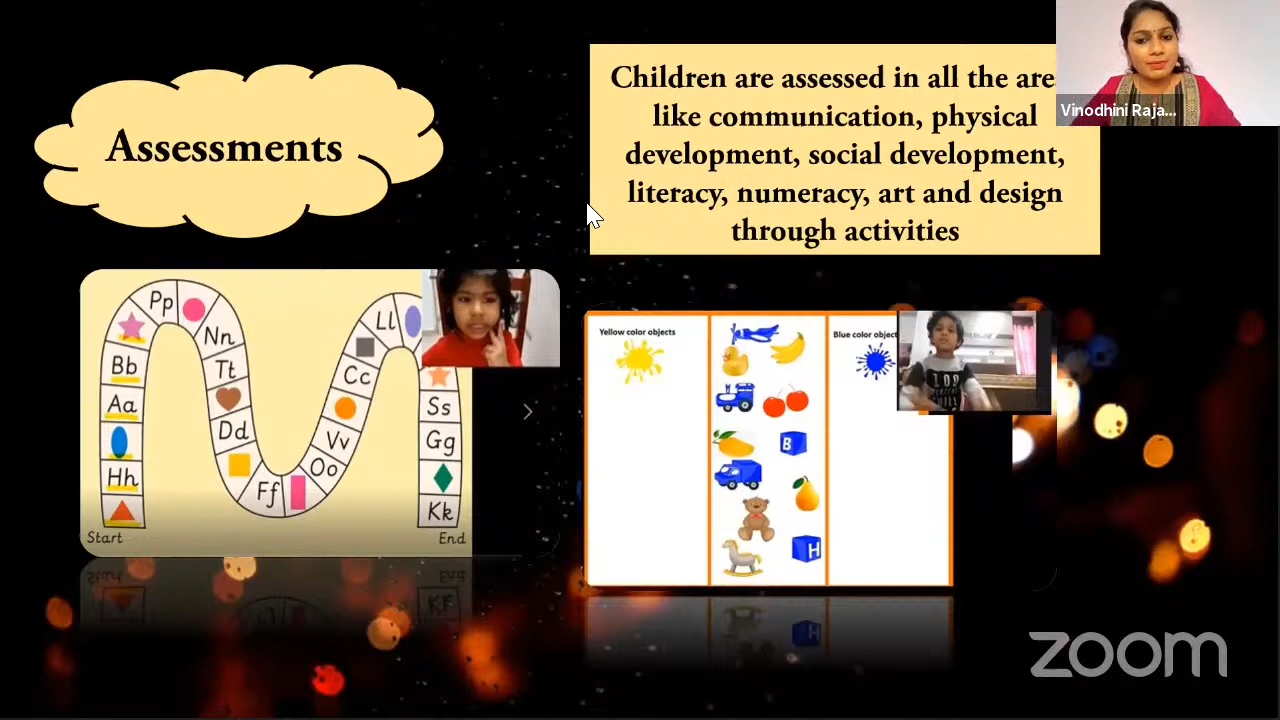 Assessments
Children are assessed in all the
like communication, physical
development, social development,
literacy, numeracy, art and design
through activities
Vinodhini Raja...
Pp
Nn
Bb
Tt
Aa
Dd
Hh
Ff
Oo
Vv
Cc
Ll
Ss
Gg
Kk
Start
End
Yellow color objects
Blue color
B
H
zoom